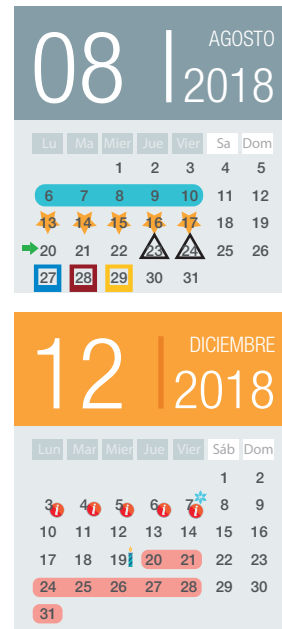 08
AGOSTO
2018
Lu Ma Mier Jue Vier Sa Dom
1 2 3 4 5
6 7 8 9 10 11 12
13 14 15 16 17 18 19
20 21 22 23 24 25 26
27 28 29 30 31
12
DICIEMBRE
2018
Lun Mar Mier Jue Vier Sáb Dom
1 2
3 i 4 i 5 i 6 i 7 i 8 9
10 11 12 13 14 15 16
17 18 19 20 21 22 23
24 25 26 27 28 29 30
31